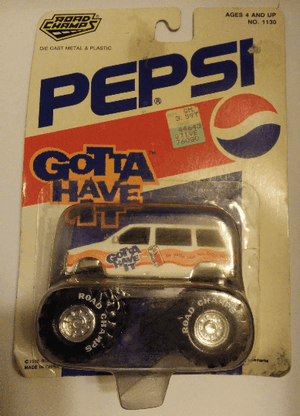 ROAD CHAMPS
AGES 4 AND UP
NO. 1130
DIE CAST METAL & PLASTIC
PEPSI®
GOTTA
HAVE
IT
GOTTA
HAVE
IT
ROAD CHAMPS
ROAD CHAMPS
MADE IN